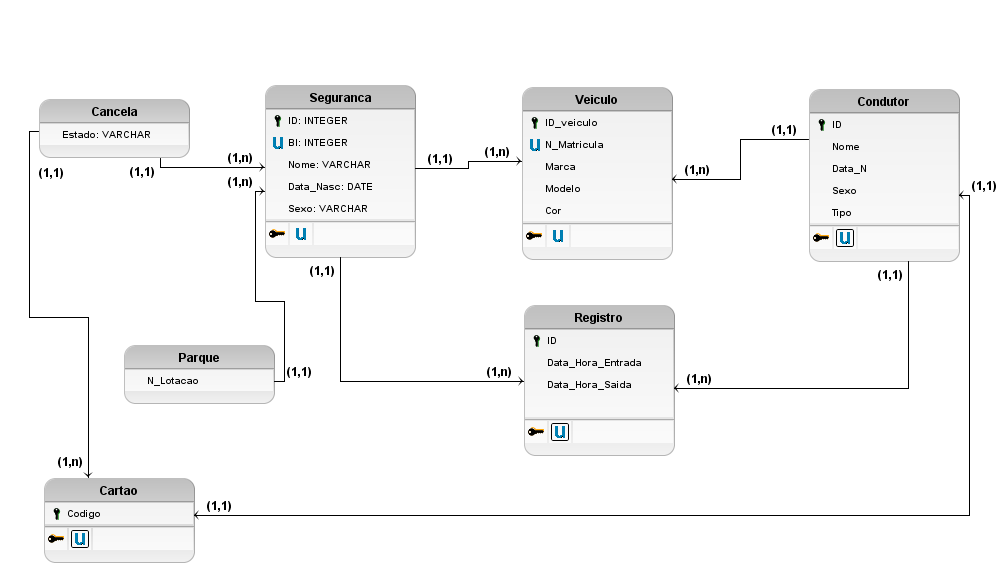 Cancela
Estado: VARCHAR
(1,1)
(1,1)
(1,n)
(1,n)
Seguranca
ID: INTEGER
U BI: INTEGER
Nome: VARCHAR
Data_Nasc: DATE
Sexo: VARCHAR
U
(1,1)
(1,n)
(1,1)
Veiculo
ID_veiculo
U N_Matricula
Marca
Modelo
Cor
U
(1,n)
(1,1)
Condutor
ID
Nome
Data_N
Sexo
Tipo
U
(1,1)
(1,1)
Parque
N_Lotacao
(1,1)
(1,n)
Registro
ID
Data_Hora_Entrada
Data_Hora_Saida
U
(1,n)
(1,n)
Cartao
Codigo
U
(1,1)